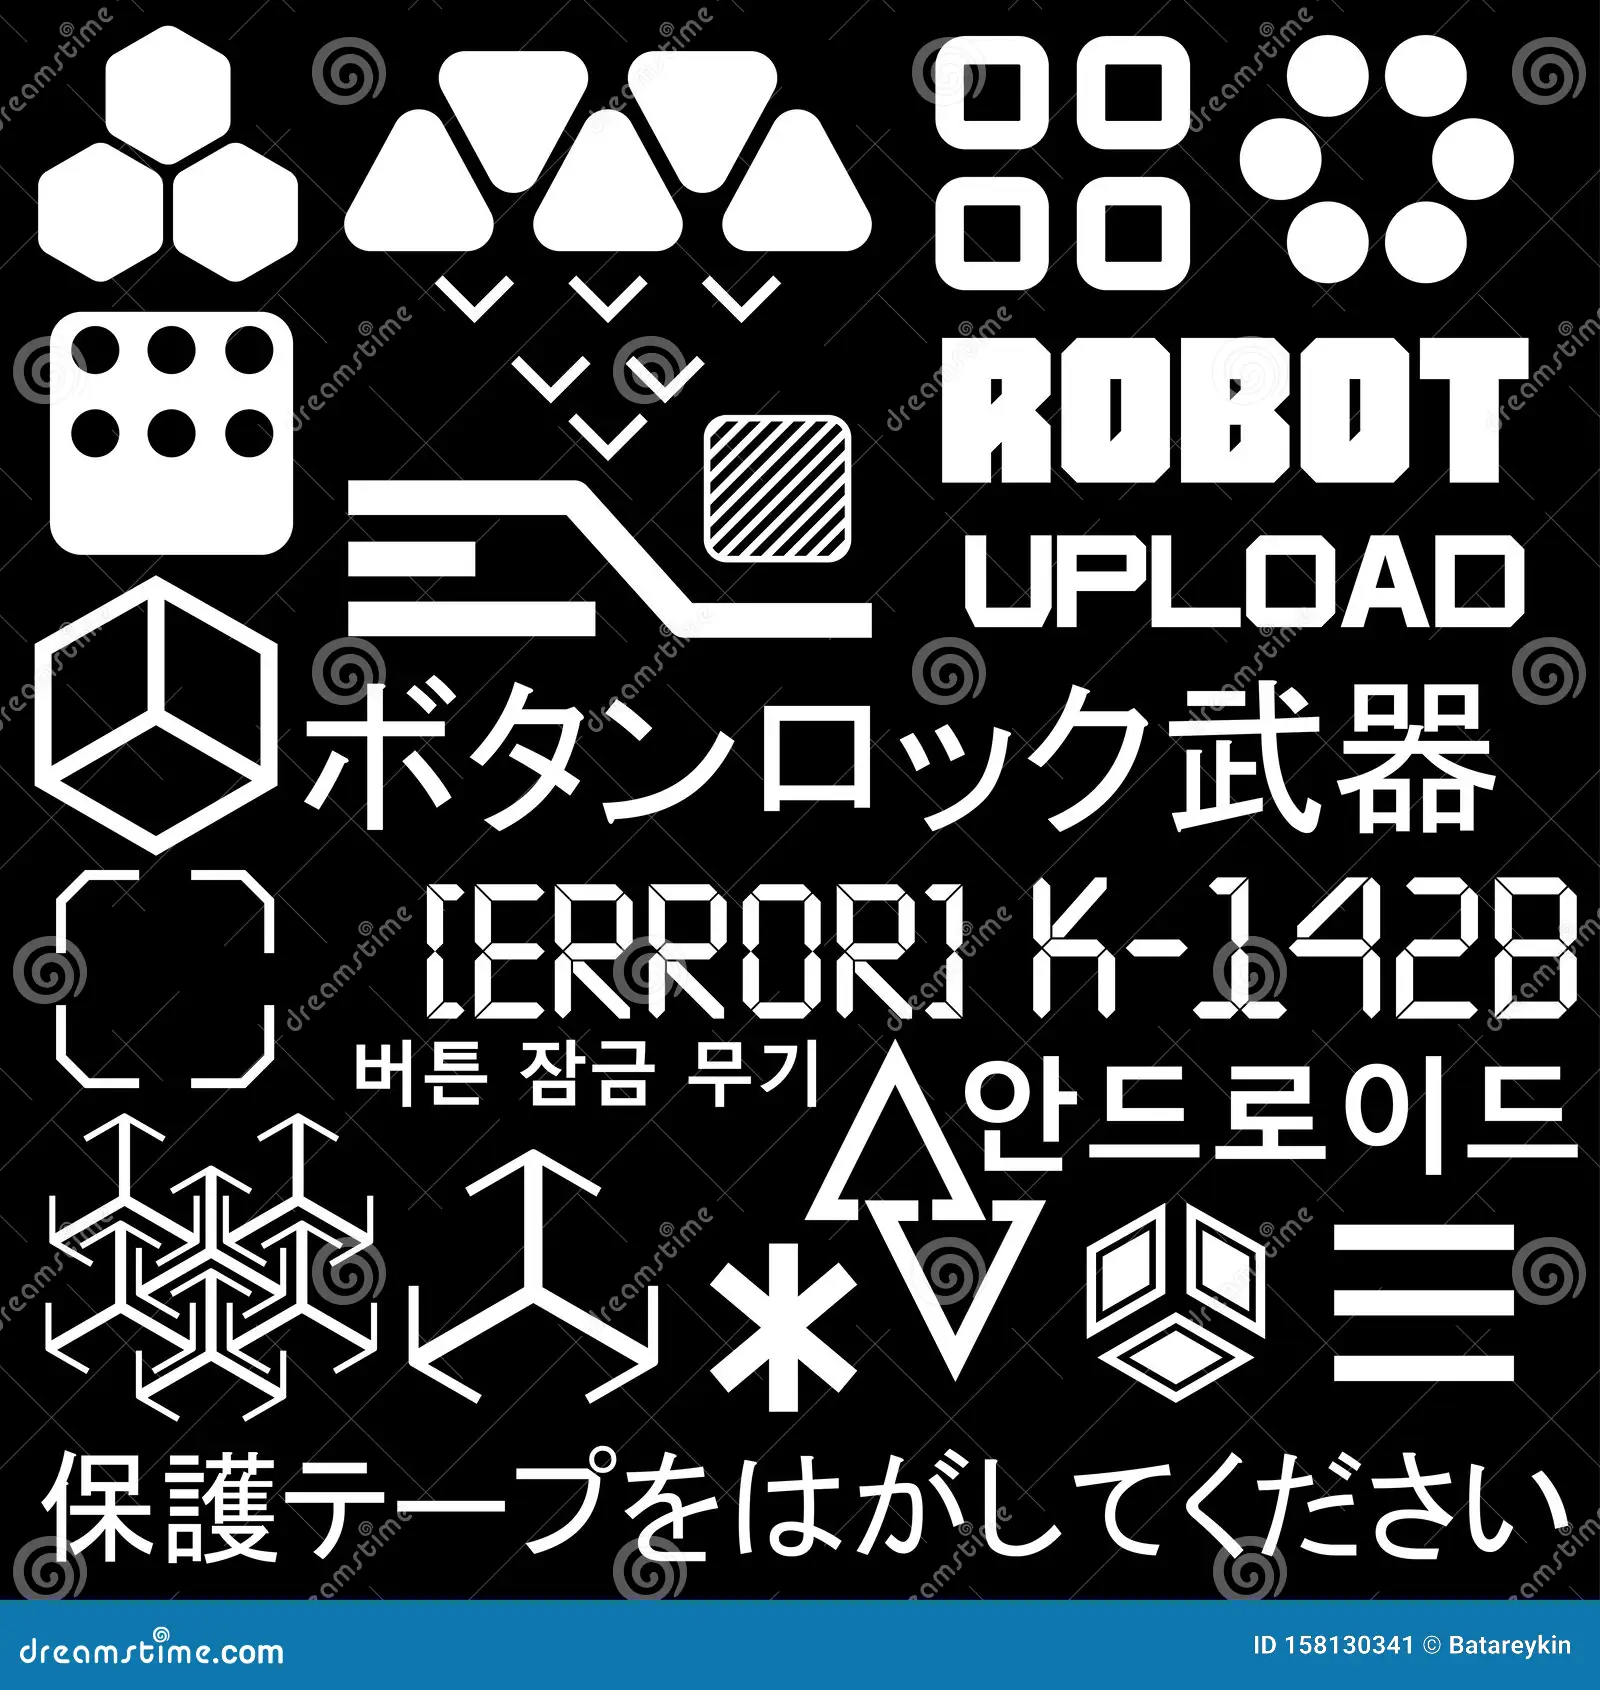 ROBOT
UPLOAD
ボタンロック武器
[ERROR] K-1428
버튼 잠금 무기
안드로이드
保護テープをはがしてください
dreamstime.com
ID 158130341 © Batareykin